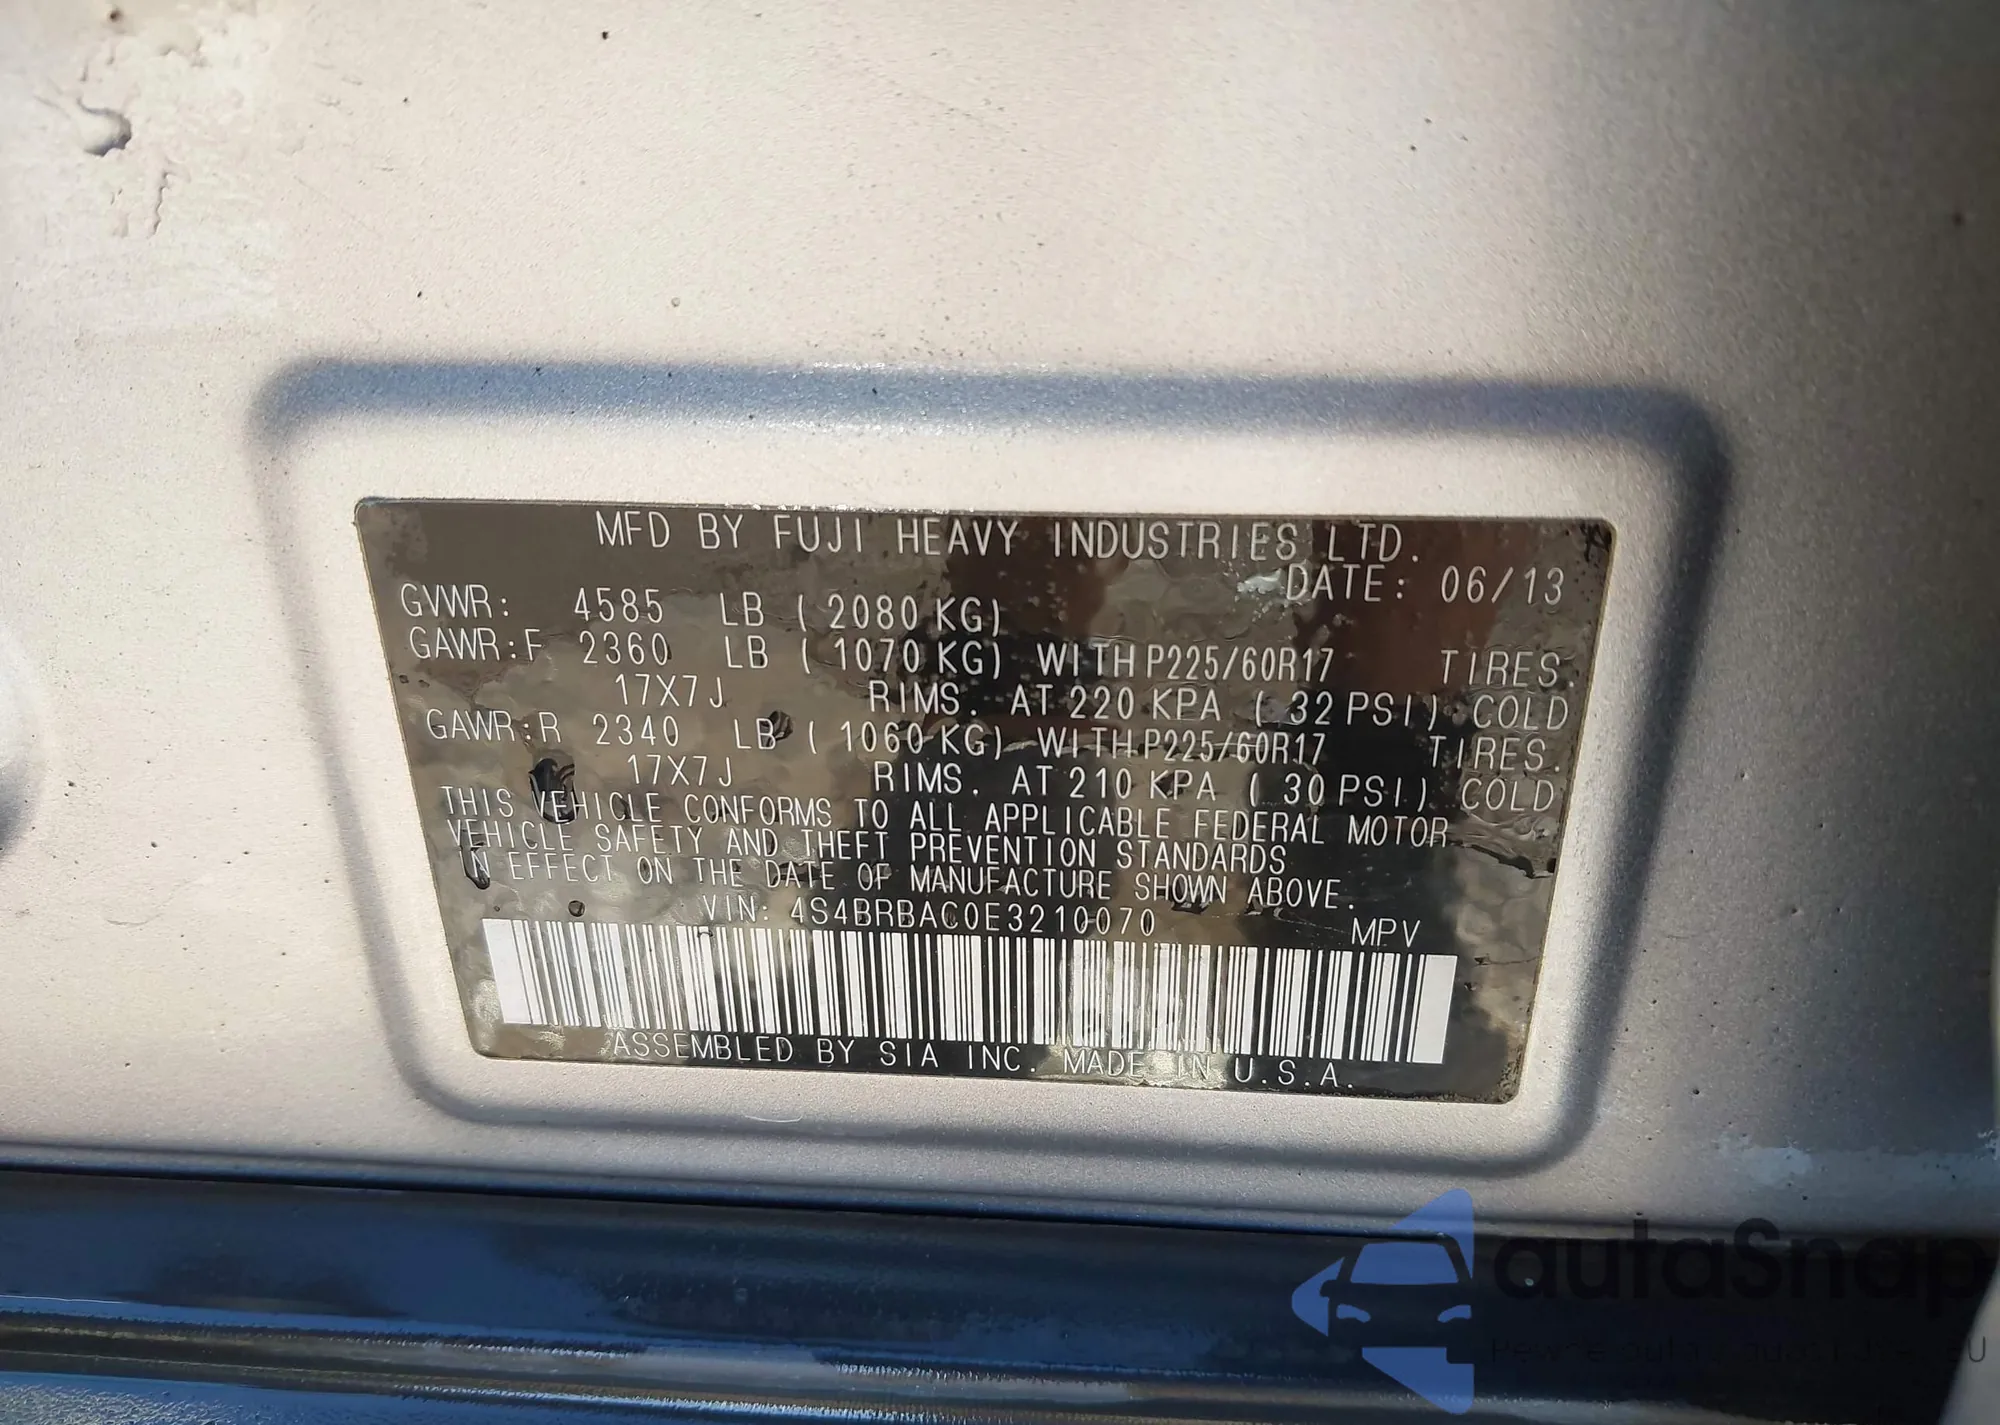 MFD BY FUJI HEAVY INDUSTRIES LTD.
DATE: 06/13
GVWR: 4585 LB ( 2080 KG)
GAWR:F 2360 LB ( 1070 KG) WITH P225/60R17 TIRES.
17X7J RIMS. AT 220 KPA ( 32 PSI) COLD
GAWR:R 2340 LB ( 1060 KG) WITH P225/60R17 TIRES.
17X7J RIMS. AT 210 KPA ( 30 PSI) COLD
THIS VEHICLE CONFORMS TO ALL APPLICABLE FEDERAL MOTOR
VEHICLE SAFETY AND THEFT PREVENTION STANDARDS
IN EFFECT ON THE DATE OF MANUFACTURE SHOWN ABOVE.
VIN: 4S4BRBAC0E3210070 MPV
ASSEMBLED BY SIA INC. MADE IN U.S.A.
autaSnap